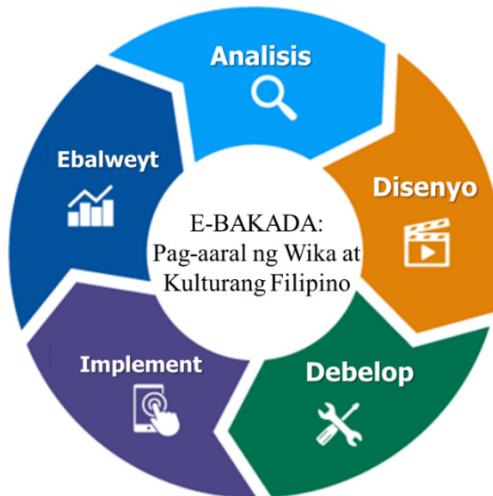 Analisis
Disenyo
Debelop
Implement
Ebalweyt
E-BAKADA:
Pag-aaral ng Wika at
Kulturang Filipino